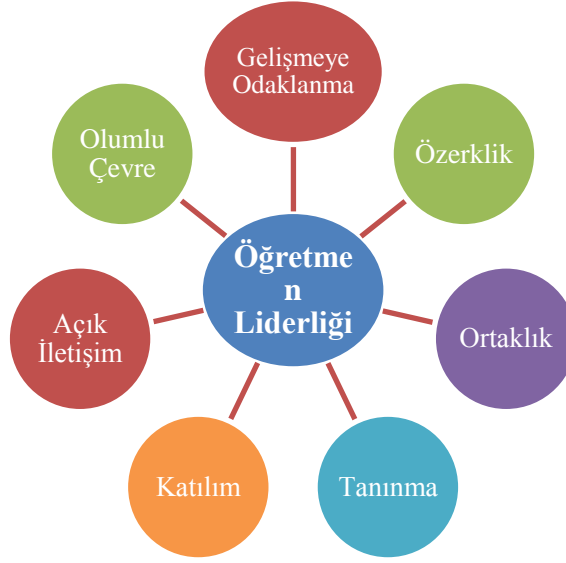 Gelişmeye
Odaklanma
Olumlu
Çevre
Özerklik
Öğretme
n
Liderliği
Açık
İletişim
Ortaklık
Katılım
Tanınma